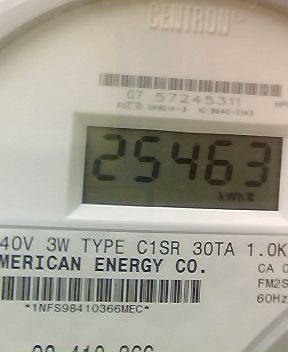 CENTRON®
07 57245311
25463
kWh
40V 3W TYPE C1SR 30TA 1.0K
MERICAN ENERGY CO.
CA 0
FM2S
60Hz
*1NFS98410366MEC*